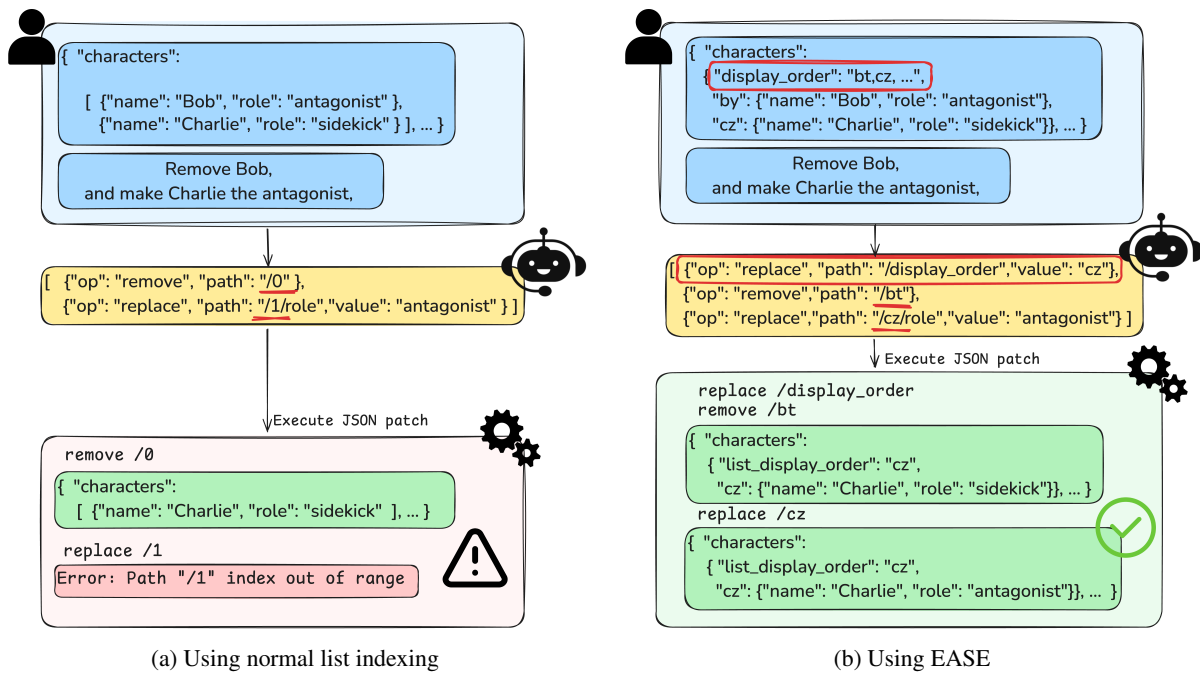 { "characters":
[ {"name": "Bob", "role": "antagonist" },
{"name": "Charlie", "role": "sidekick" } ], ... }
Remove Bob,
and make Charlie the antagonist,
[ {"op": "remove", "path": "/0" },
{"op": "replace", "path": "/1/role","value": "antagonist" } ]
Execute JSON patch
remove /0
{ "characters":
[ {"name": "Charlie", "role": "sidekick" ], ... }
replace /1
Error: Path "/1" index out of range
(a) Using normal list indexing
{ "characters":
{ "display_order": "bt,cz, ...",
"by": {"name": "Bob", "role": "antagonist"},
"cz": {"name": "Charlie", "role": "sidekick"}}, ... }
Remove Bob,
and make Charlie the antagonist,
[ {"op": "replace", "path": "/display_order","value": "cz"},
{"op": "remove","path": "/bt"},
{"op": "replace","path": "/cz/role","value": "antagonist"} ]
Execute JSON patch
replace /display_order
remove /bt
{ "characters":
{ "list_display_order": "cz",
"cz": {"name": "Charlie", "role": "sidekick"}}, ... }
replace /cz
{ "characters":
{ "list_display_order": "cz",
"cz": {"name": "Charlie", "role": "antagonist"}}, ... }
(b) Using EASE